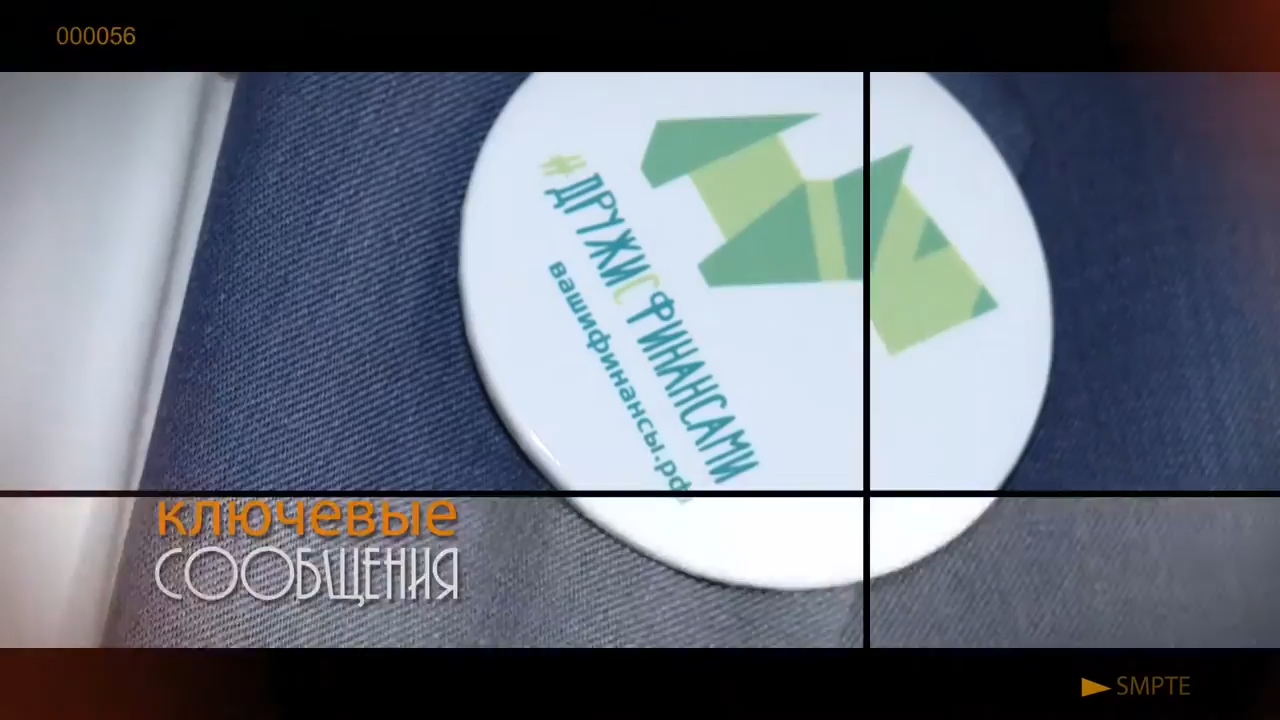 000056
#ДРУЖИСФИНАНСАМИ
вашифинансы.рф
ключевые
СООБЩЕНИЯ
SMPTE